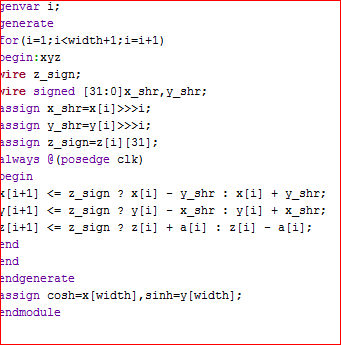 genvar i;
generate
for(i=1;i<width+1;i=i+1)
begin:xyz
wire z_sign;
wire signed [31:0]x_shr,y_shr;
assign x_shr=x[i]>>>i;
assign y_shr=y[i]>>>i;
assign z_sign=z[i][31];
always @(posedge clk)
begin
x[i+1] <= z_sign ? x[i] - y_shr : x[i] + y_shr;
y[i+1] <= z_sign ? y[i] - x_shr : y[i] + x_shr;
z[i+1] <= z_sign ? z[i] + a[i] : z[i] - a[i];
end
end
endgenerate
assign cosh=x[width],sinh=y[width];
endmodule